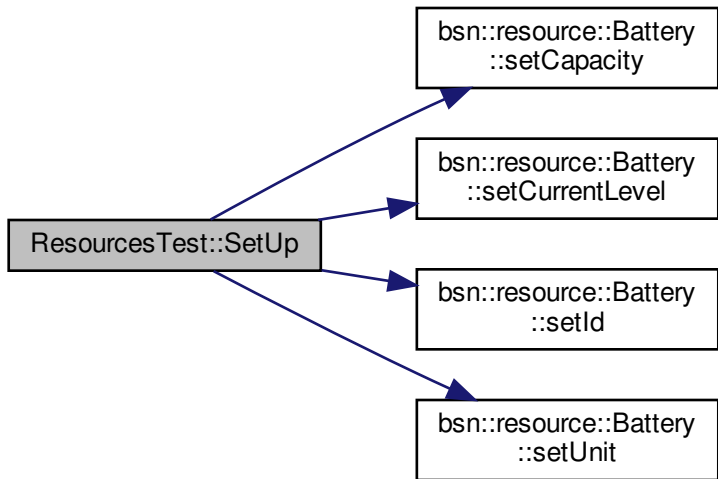 bsn::resource::Battery
::setCapacity
bsn::resource::Battery
::setCurrentLevel
ResourcesTest::SetUp
bsn::resource::Battery
::setId
bsn::resource::Battery
::setUnit